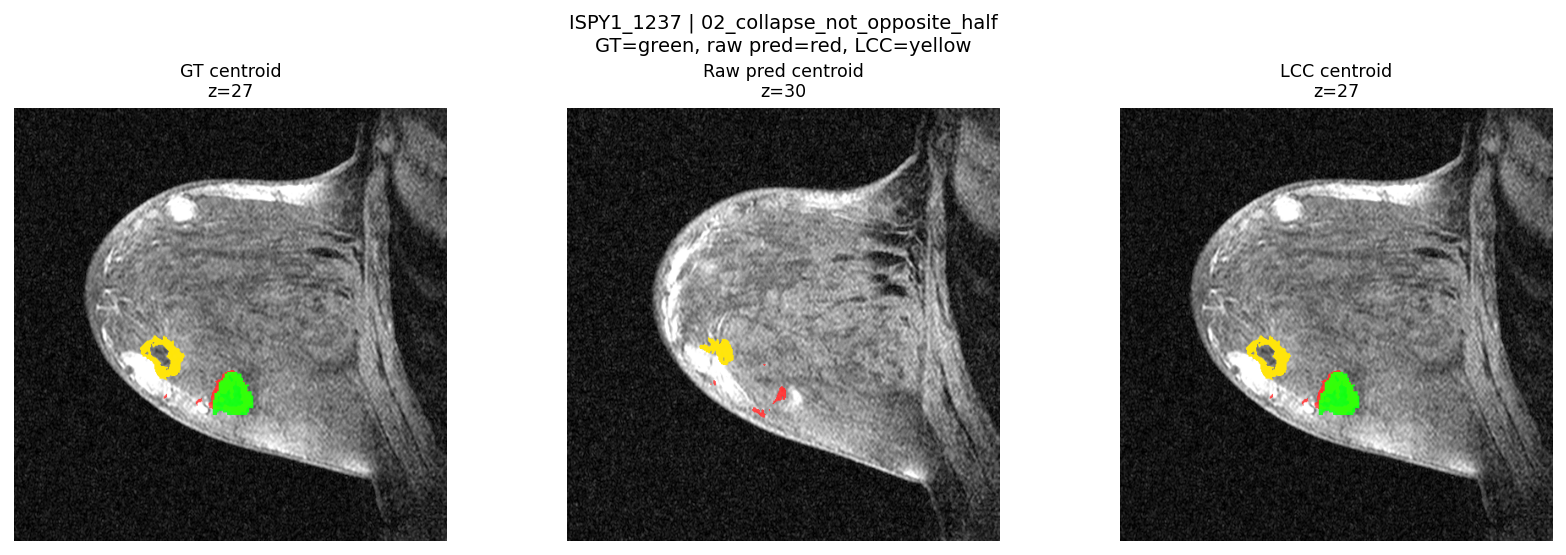 ISPY1_1237 | 02_collapse_not_opposite_half
GT=green, raw pred=red, LCC=yellow
GT centroid
z=27
Raw pred centroid
z=30
LCC centroid
z=27